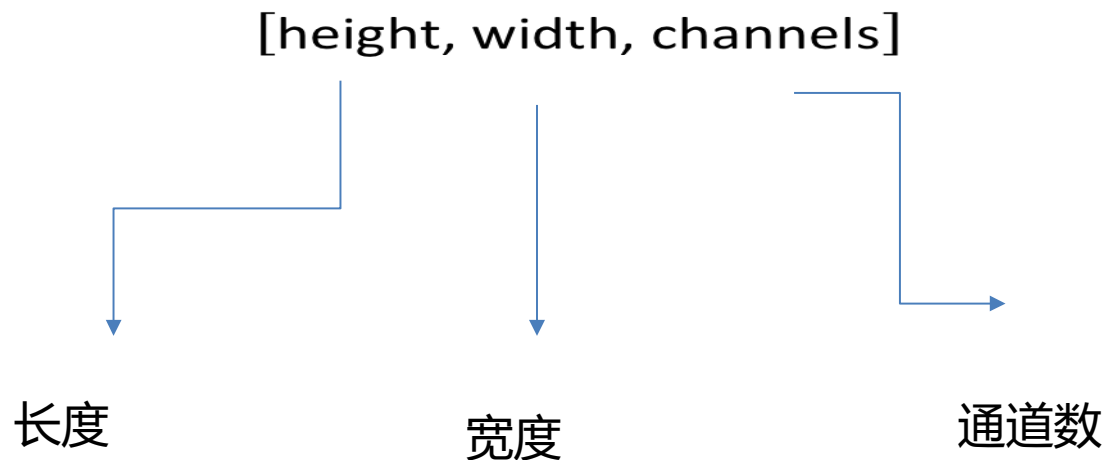 [height, width, channels]
长度
宽度
通道数